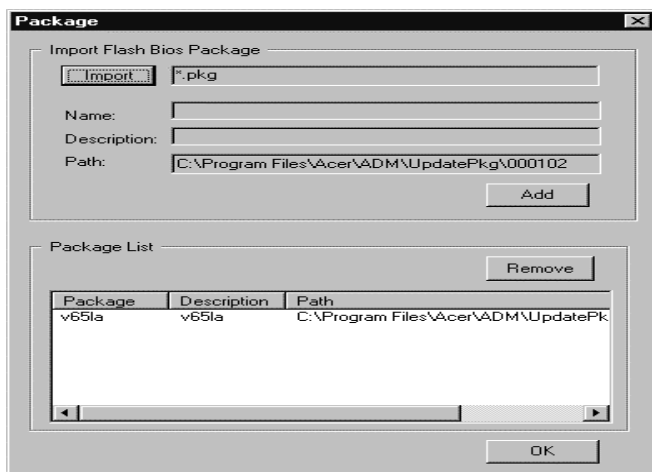 Package
Import Flash Bios Package
Import *.pkg
Name:
Description:
Path: C:\Program Files\Acer\ADM\UpdatePkg\000102
Add
Package List
Remove
Package Description Path
v65la v65la C:\Program Files\Acer\ADM\UpdatePk
OK